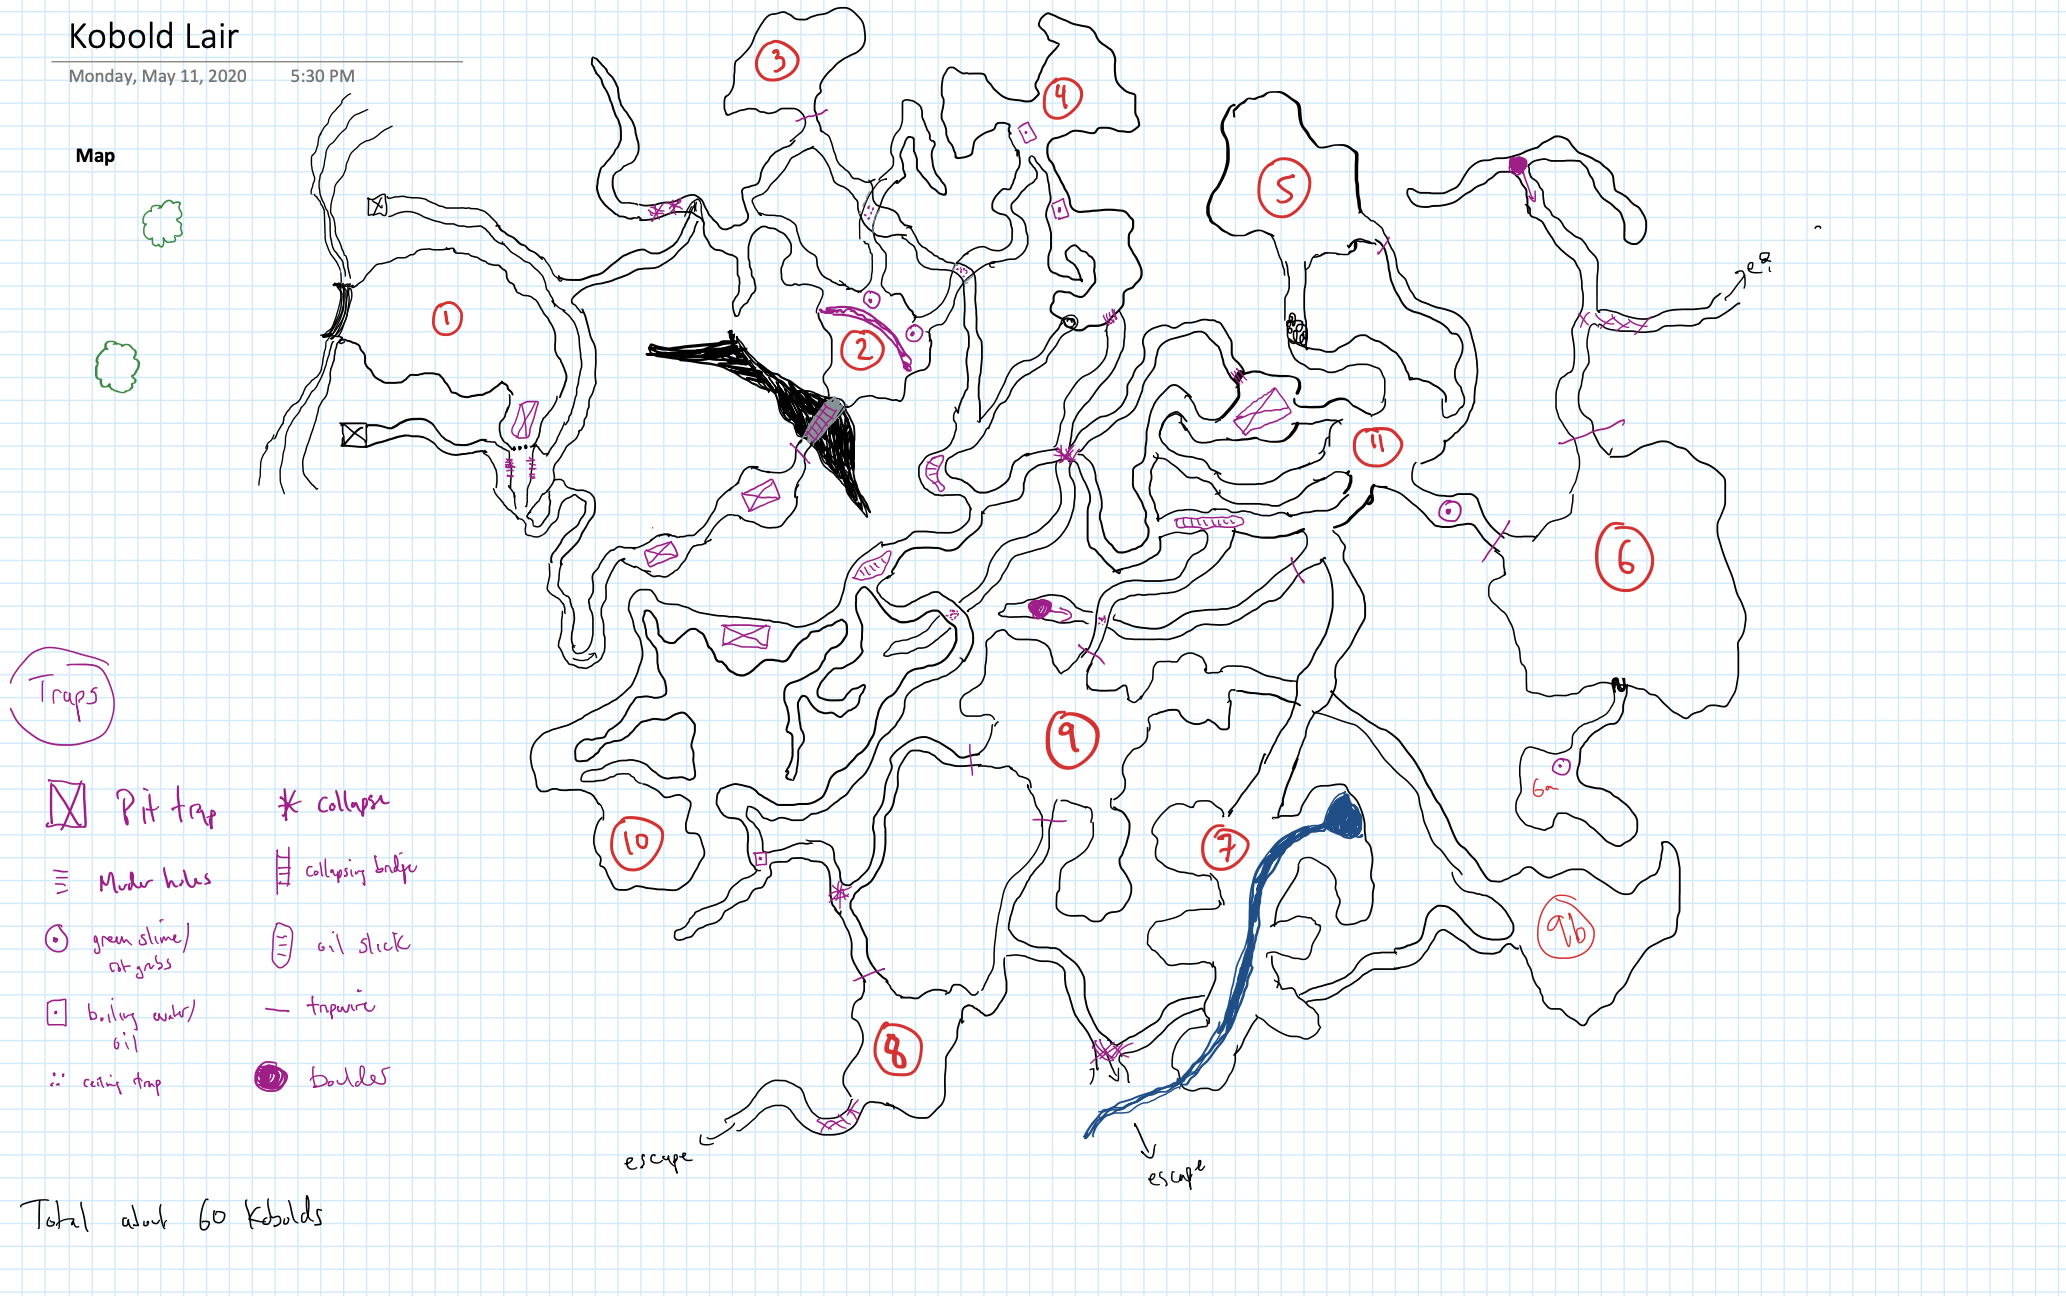 Kobold Lair
Monday, May 11, 2020 5:30 PM
Map
3
4
5
1
2
11
6
Traps
9
6a
10
7
9b
8
Pit trap
collapse
Murder holes
collapsing bridge
green slime/
rot grubs
oil slick
boiling water/
oil
tripwire
ceiling trap
boulder
escape
escape
Total about 60 Kobolds